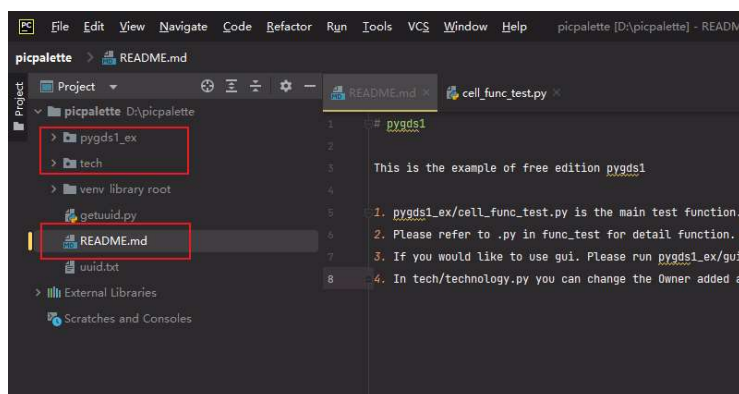 PC File Edit View Navigate Code Refactor Run Tools VCS Window Help picpalette [D:\picpalette] - READM
picpalette README.md
Project Project README.md cell_func_test.py
picpalette D:\picpalette
pygds1_ex
tech
venv library root
getuuid.py
README.md
uuid.txt
External Libraries
Scratches and Consoles
1 # pygds1
2
3 This is the example of free edition pygds1
4
5 1. pygds1_ex/cell_func_test.py is the main test function.
6 2. Please refer to .py in func_test for detail function.
7 3. If you would like to use gui. Please run pygds1_ex/gui
8 4. In tech/technology.py you can change the Owner added a